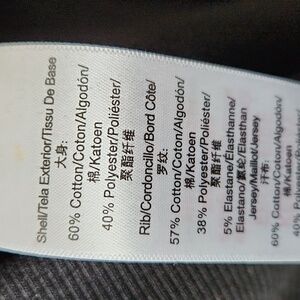 Shell/Tela Exterior/Tissu De Base
大身:
60% Cotton/Coton/Algodón/
棉/Katoen
40% Polyester/Poliéster/
聚酯纤维
Rib/Cordoncillo/Bord Côte/
罗纹:
57% Cotton/Coton/Algodón/
棉/Katoen
38% Polyester/Poliéster/
聚酯纤维
5% Elastane/Élasthanne/
Elastano/氨纶/Elasthan
Jersey/Maillot/Jersey
汗布:
60% Cotton/Coton/Algodón/
棉/Katoen
40%